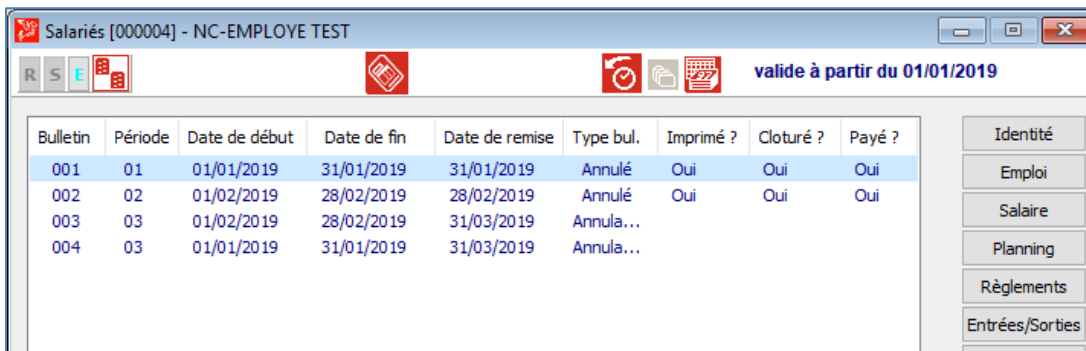 Salariés [000004] - NC-EMPLOYE TEST
R S E valide à partir du 01/01/2019
Bulletin Période Date de début Date de fin Date de remise Type bul. Imprimé ? Cloturé ? Payé ?
001 01 01/01/2019 31/01/2019 31/01/2019 Annulé Oui Oui Oui
002 02 01/02/2019 28/02/2019 28/02/2019 Annulé Oui Oui Oui
003 03 01/02/2019 28/02/2019 31/03/2019 Annula...
004 03 01/01/2019 31/01/2019 31/03/2019 Annula...
Identité
Emploi
Salaire
Planning
Règlements
Entrées/Sorties